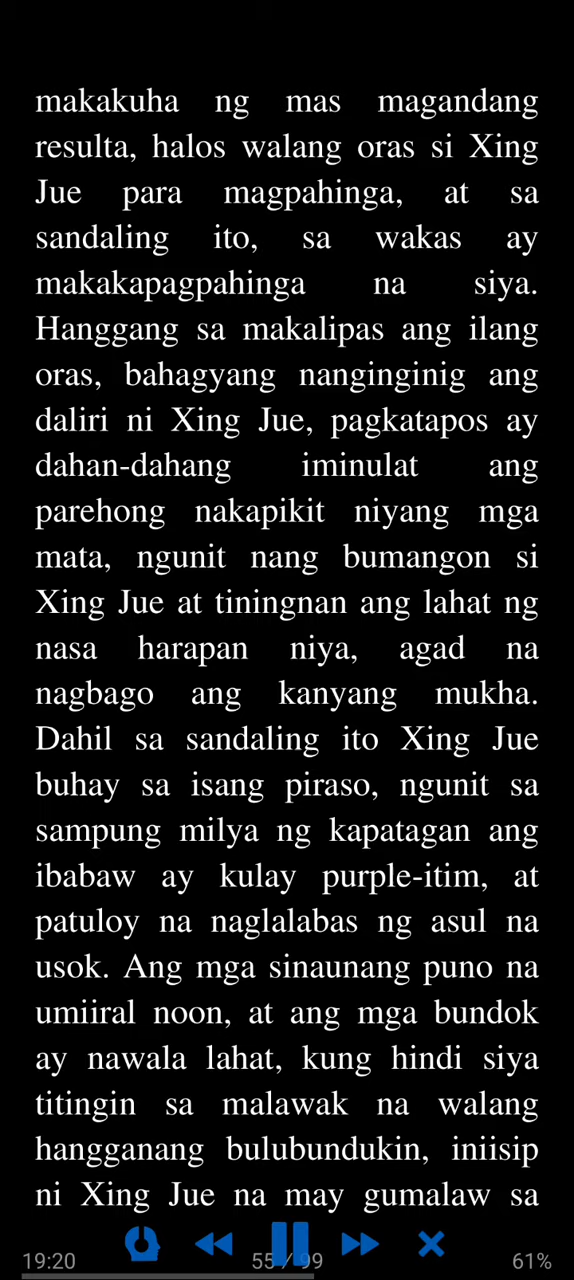 makakuha ng mas magandang
resulta, halos walang oras si Xing
Jue para magpahinga, at sa
sandaling ito, sa wakas ay
makakapagpahinga na siya.
Hanggang sa makalipas ang ilang
oras, bahagyang nanginginig ang
daliri ni Xing Jue, pagkatapos ay
dahan-dahang iminulat ang
parehong nakapikit niyang mga
mata, ngunit nang bumangon si
Xing Jue at tiningnan ang lahat ng
nasa harapan niya, agad na
nagbago ang kanyang mukha.
Dahil sa sandaling ito Xing Jue
buhay sa isang piraso, ngunit sa
sampung milya ng kapatagan ang
ibabaw ay kulay purple-itim, at
patuloy na naglalabas ng asul na
usok. Ang mga sinaunang puno na
umiiral noon, at ang mga bundok
ay nawala lahat, kung hindi siya
titingin sa malawak na walang
hangganang bulubundukin, iniisip
ni Xing Jue na may gumalaw sa
19:20 55 / 99 61%